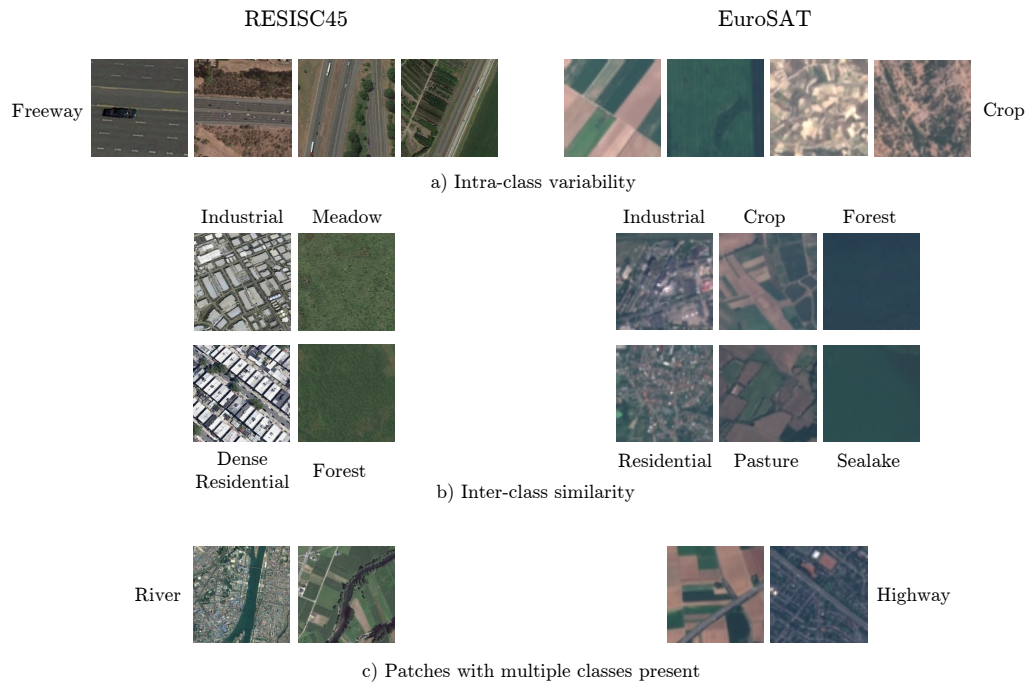 RESISC45
EuroSAT
Freeway
Crop
a) Intra-class variability
Industrial
Meadow
Industrial
Crop
Forest
Dense
Residential
Forest
Residential
Pasture
Sealake
b) Inter-class similarity
River
Highway
c) Patches with multiple classes present